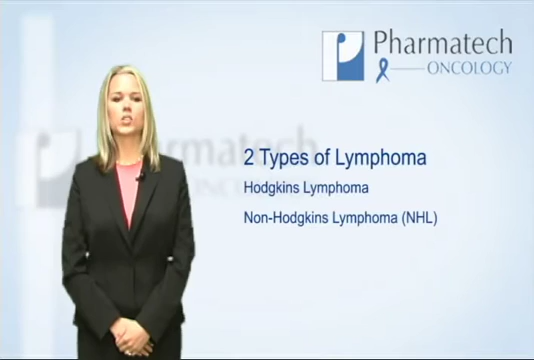 Pharmatech
ONCOLOGY
2 Types of Lymphoma
Hodgkins Lymphoma
Non-Hodgkins Lymphoma (NHL)